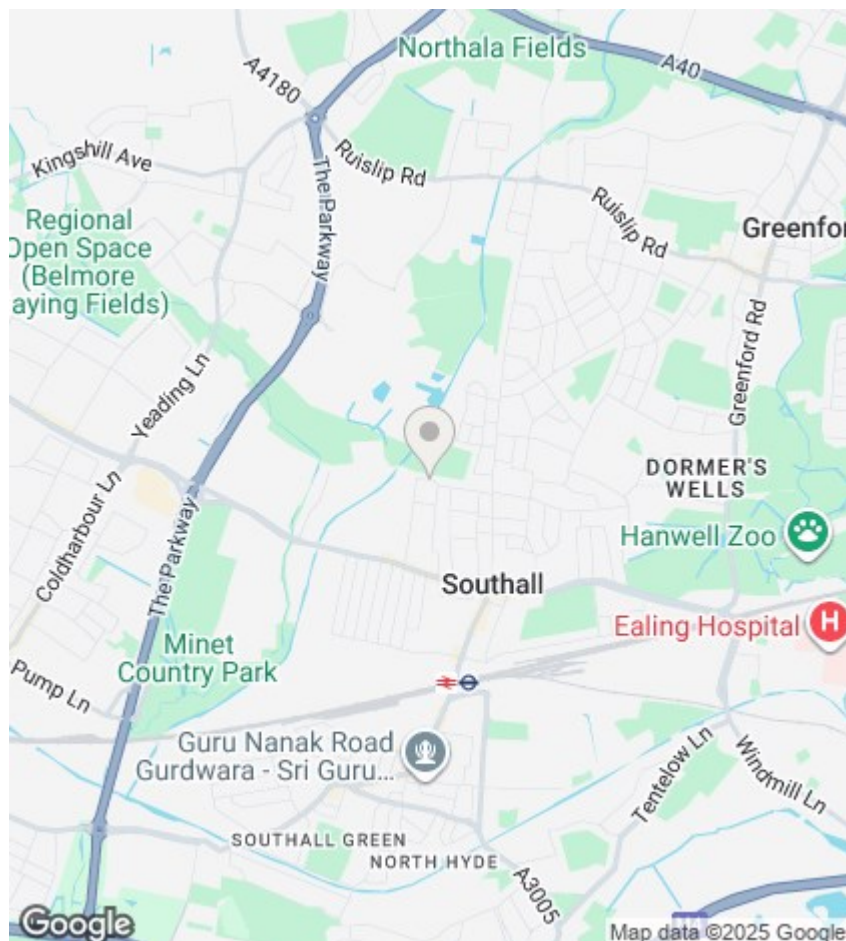 Northala Fields
A40
A4180
Kingshill Ave
Ruislip Rd
The Parkway
Ruislip Rd
Regional
Open Space
(Belmore
aying Fields)
Greenfor
Yeading Ln
Greenford Rd
DORMER'S
WELLS
Coldharbour Ln
The Parkway
Hanwell Zoo
Southall
Ealing Hospital
H
Minet
Country Park
Pump Ln
Guru Nanak Road
Gurdwara - Sri Guru...
Tentelow Ln
Windmill Ln
SOUTHALL GREEN
NORTH HYDE
A3005
Google
Map data ©2025 Google